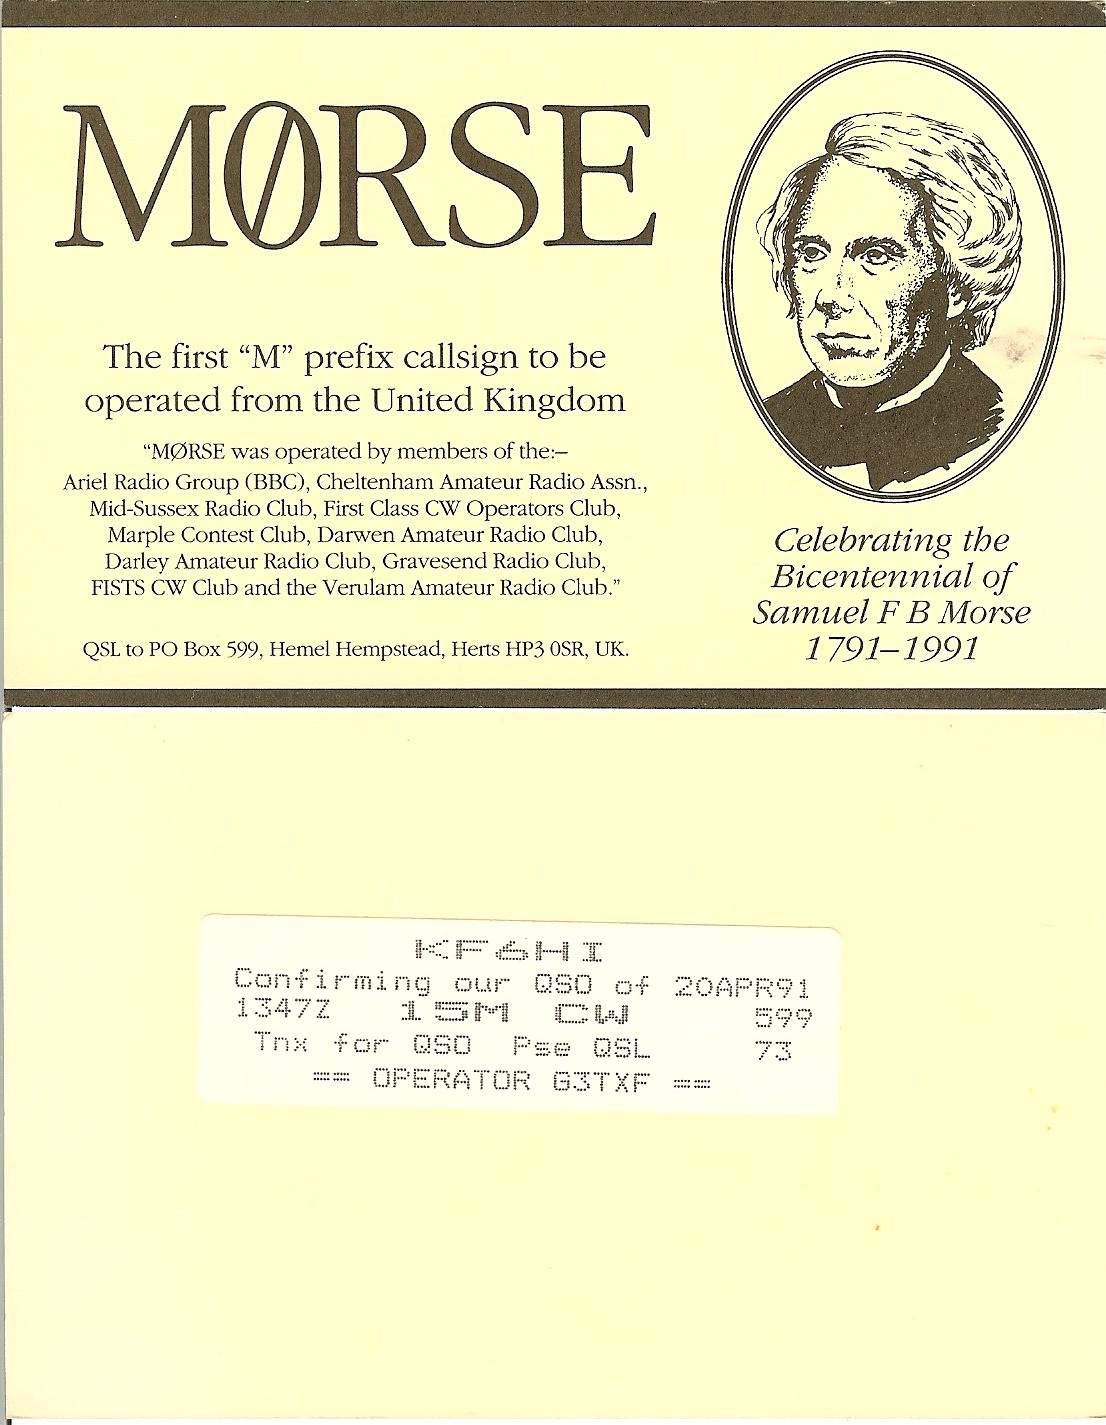 MØRSE
The first “M” prefix callsign to be
operated from the United Kingdom
“MØRSE was operated by members of the:–
Ariel Radio Group (BBC), Cheltenham Amateur Radio Assn.,
Mid-Sussex Radio Club, First Class CW Operators Club,
Marple Contest Club, Darwen Amateur Radio Club,
Darley Amateur Radio Club, Gravesend Radio Club,
FISTS CW Club and the Verulam Amateur Radio Club.”
QSL to PO Box 599, Hemel Hempstead, Herts HP3 0SR, UK.
Celebrating the
Bicentennial of
Samuel F B Morse
1791–1991
KF6HI
Confirming our QSO of 20APR91
1347Z 15M CW 599
Tnx for QSO Pse QSL 73
== OPERATOR G3TXF ==